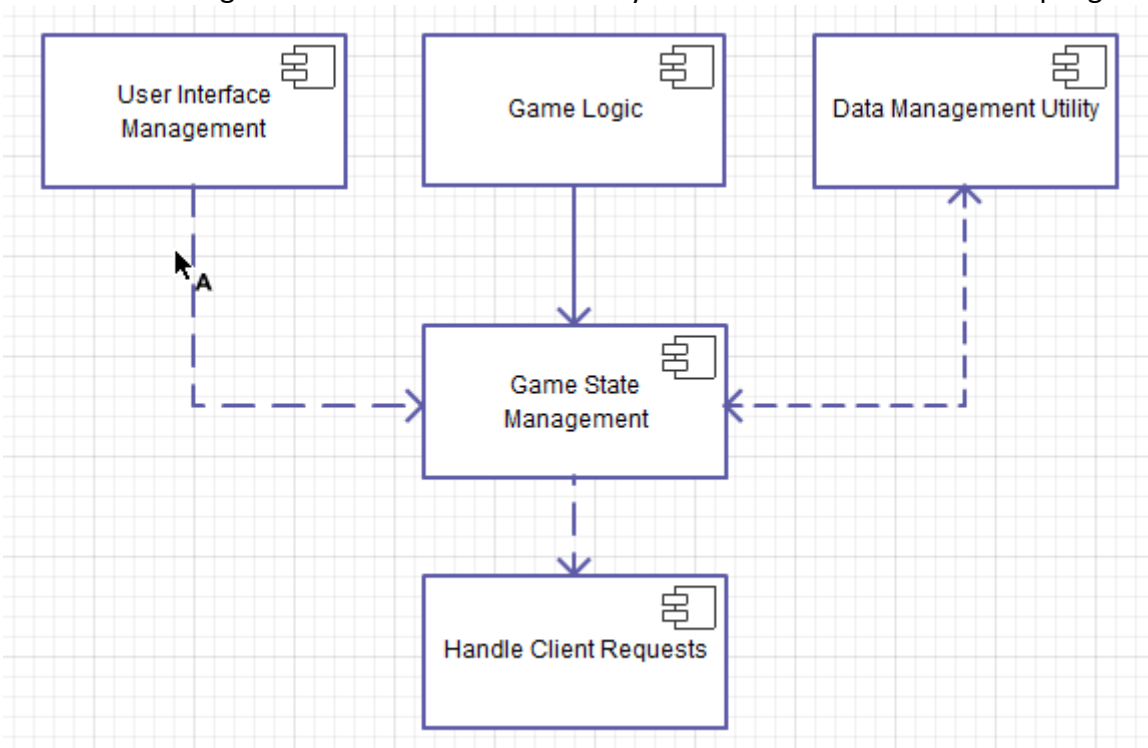 User Interface
Management
Game Logic
Data Management Utility
A
Game State
Management
Handle Client Requests